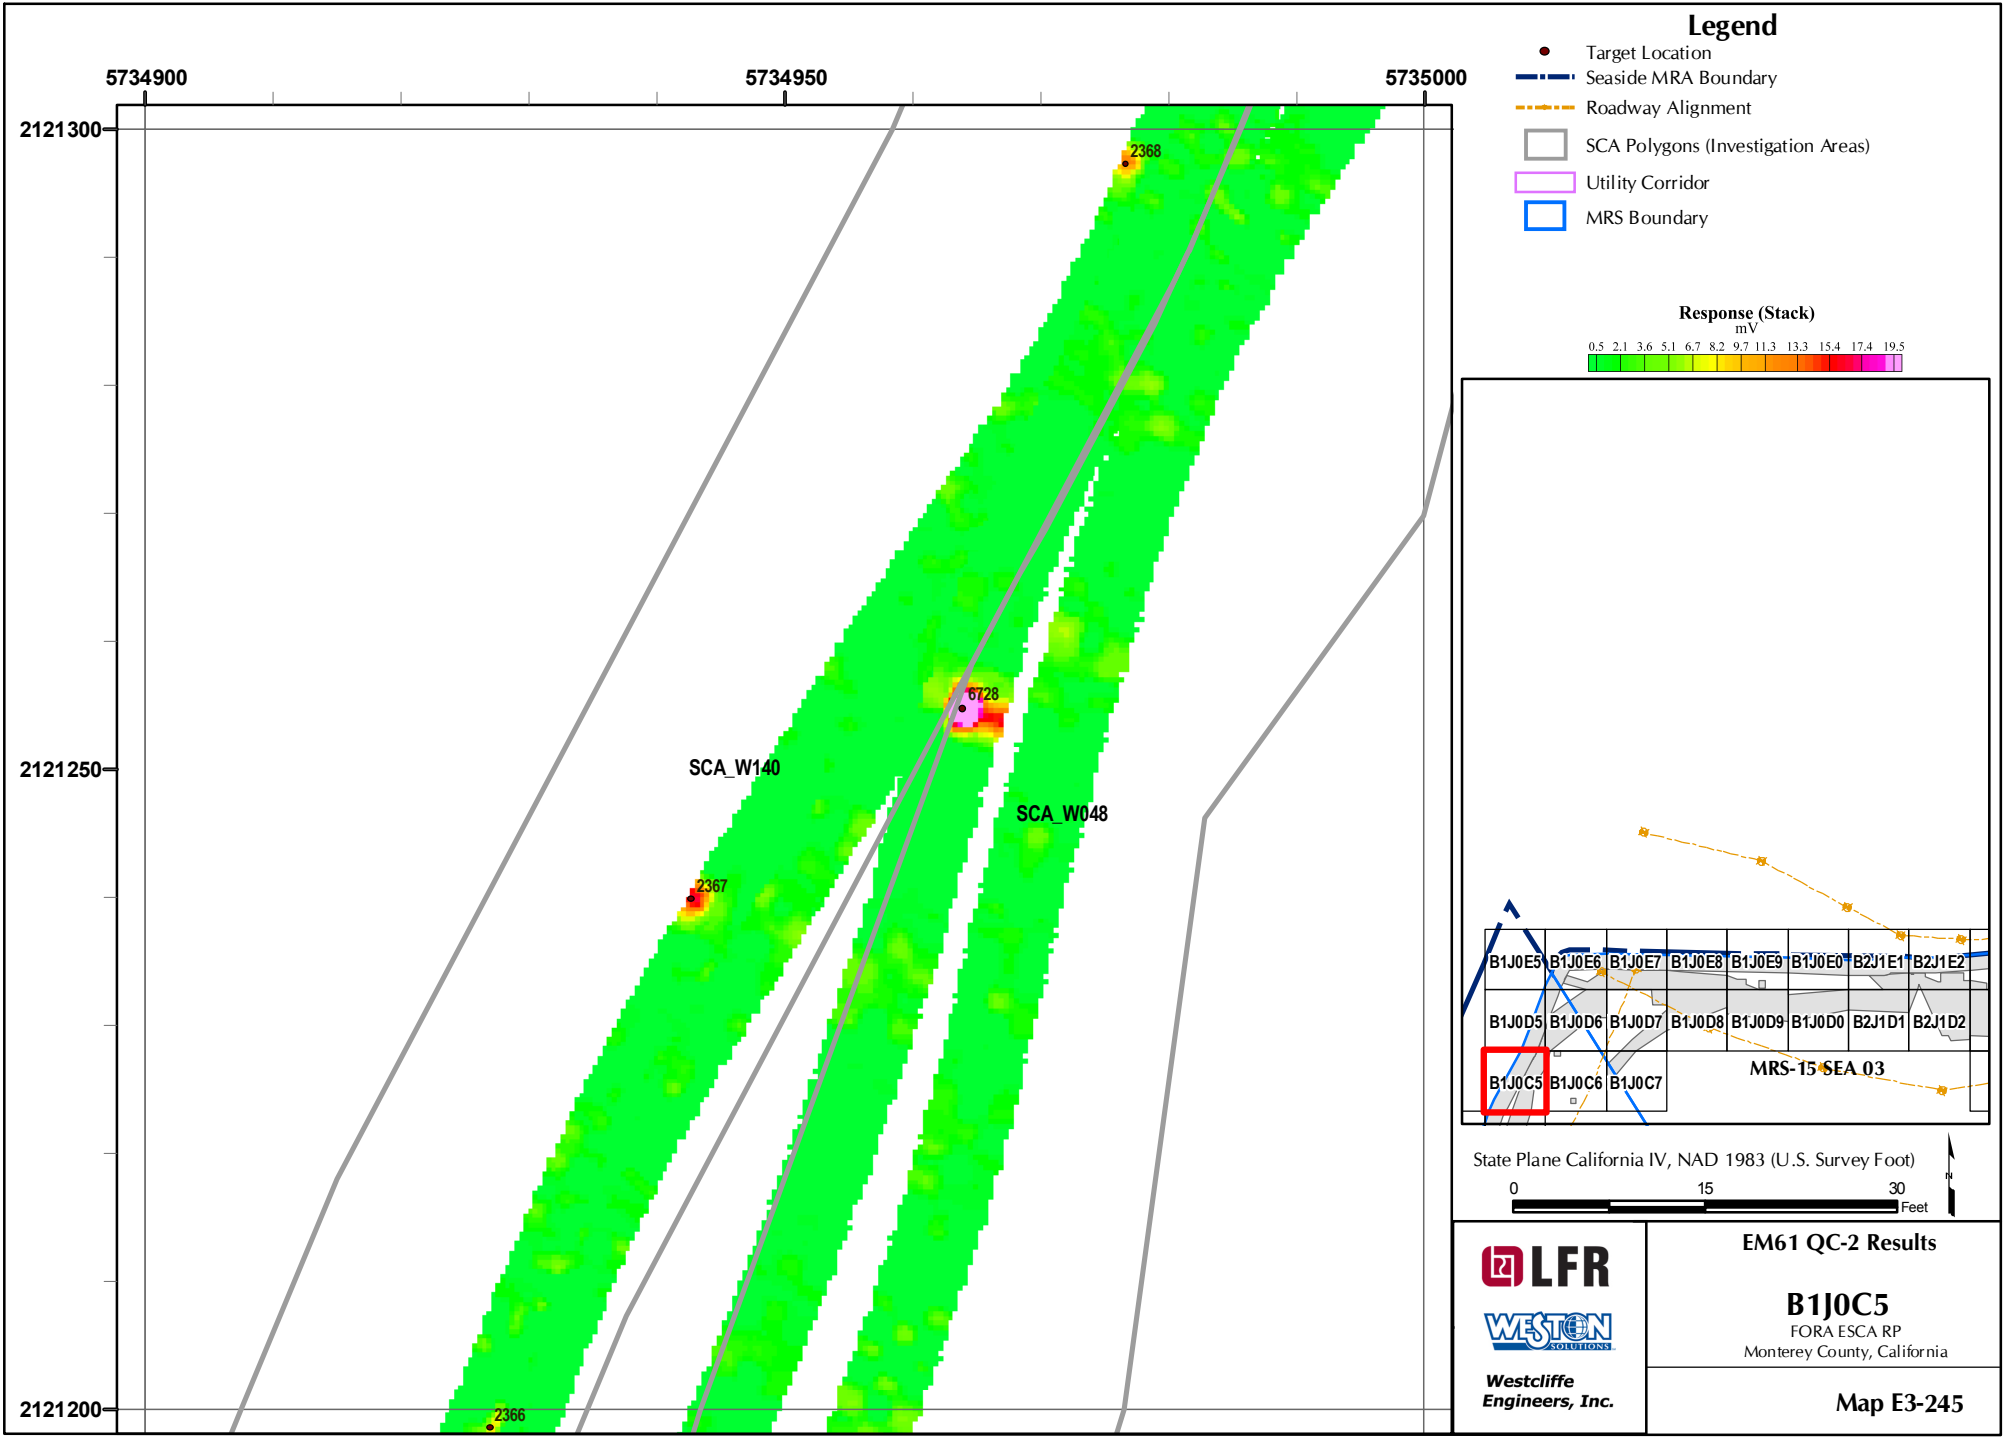 Legend
Target Location
Seaside MRA Boundary
Roadway Alignment
SCA Polygons (Investigation Areas)
Utility Corridor
MRS Boundary
Response (Stack)
mV
0.5 2.1 3.6 5.1 6.7 8.2 9.7 11.3 13.3 15.4 17.4 19.5
5734900 5734950 5735000
2121300
2368
6728
SCA_W140
2121250
SCA_W048
2367
2121200
2366
B1J0E5 B1J0E6 B1J0E7 B1J0E8 B1J0E9 B1J0E0 B2J1E1 B2J1E2
B1J0D5 B1J0D6 B1J0D7 B1J0D8 B1J0D9 B1J0D0 B2J1D1 B2J1D2
MRS-15 SEA 03
B1J0C5 B1J0C6 B1J0C7
State Plane California IV, NAD 1983 (U.S. Survey Foot)
N
0 15 30
Feet
LFR
WESTON
SOLUTIONS
Westcliffe
Engineers, Inc.
EM61 QC-2 Results
B1J0C5
FORA ESCA RP
Monterey County, California
Map E3-245